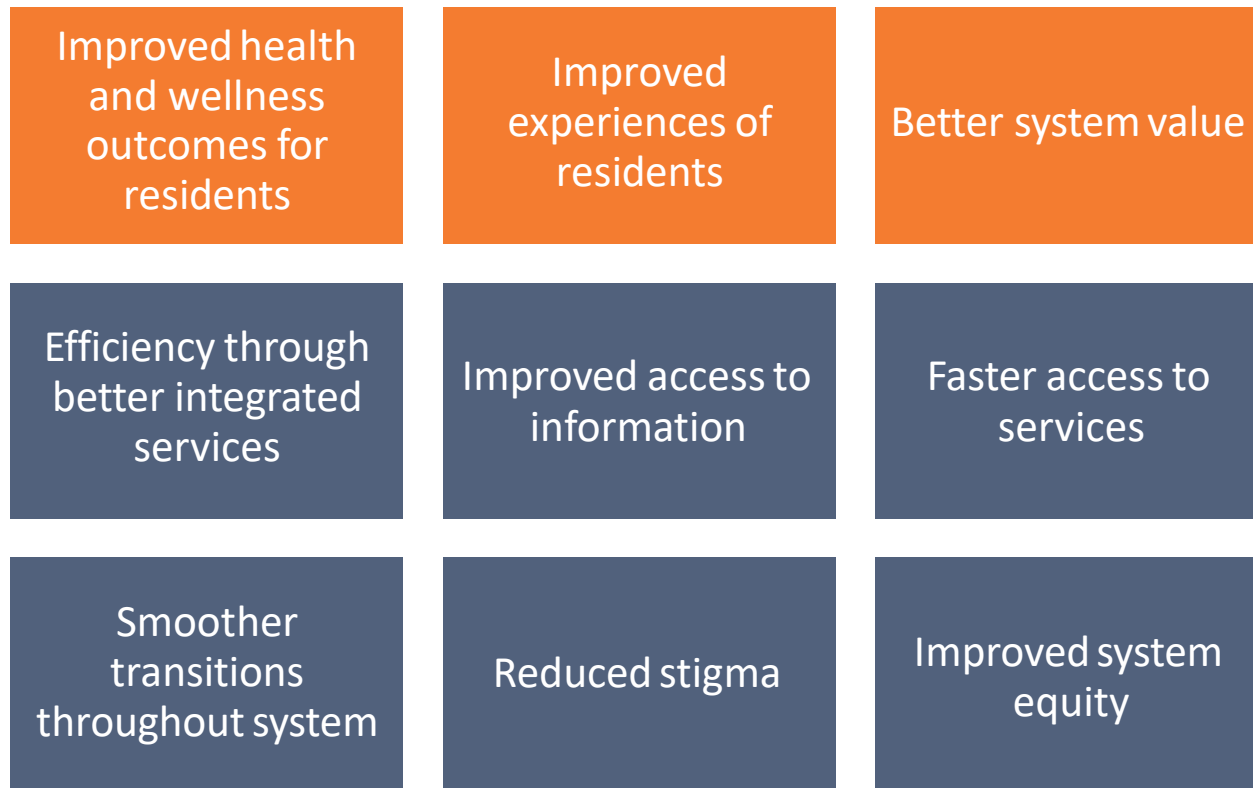 Improved health
and wellness
outcomes for
residents
Improved
experiences of
residents
Better system value
Efficiency through
better integrated
services
Improved access to
information
Faster access to
services
Smoother
transitions
throughout system
Reduced stigma
Improved system
equity